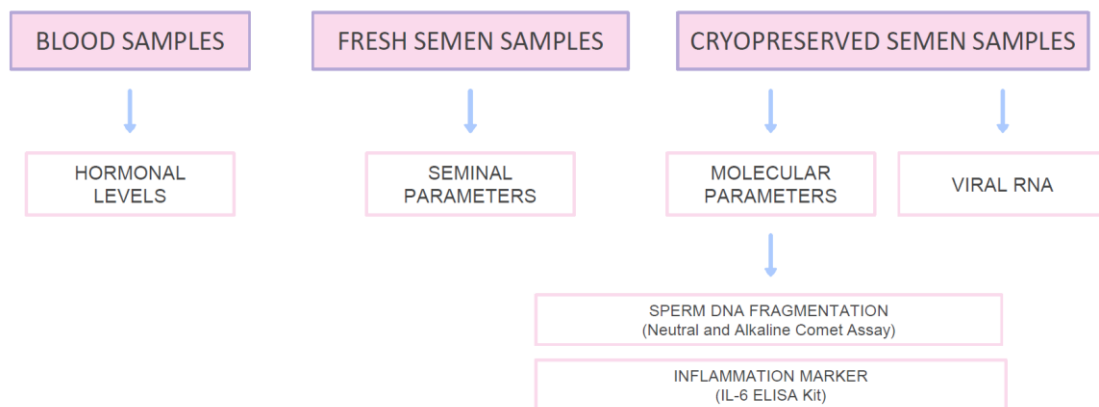 BLOOD SAMPLES
FRESH SEMEN SAMPLES
CRYOPRESERVED SEMEN SAMPLES
HORMONAL
LEVELS
SEMINAL
PARAMETERS
MOLECULAR
PARAMETERS
VIRAL RNA
SPERM DNA FRAGMENTATION
(Neutral and Alkaline Comet Assay)
INFLAMMATION MARKER
(IL-6 ELISA Kit)